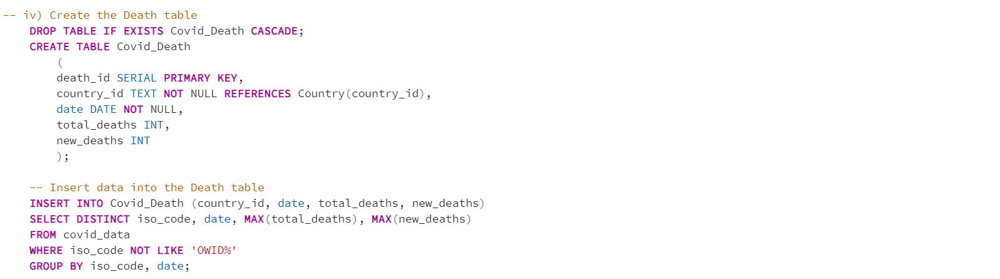 -- iv) Create the Death table
DROP TABLE IF EXISTS Covid_Death CASCADE;
CREATE TABLE Covid_Death
(
death_id SERIAL PRIMARY KEY,
country_id TEXT NOT NULL REFERENCES Country(country_id),
date DATE NOT NULL,
total_deaths INT,
new_deaths INT
);
-- Insert data into the Death table
INSERT INTO Covid_Death (country_id, date, total_deaths, new_deaths)
SELECT DISTINCT iso_code, date, MAX(total_deaths), MAX(new_deaths)
FROM covid_data
WHERE iso_code NOT LIKE 'OWID%'
GROUP BY iso_code, date;